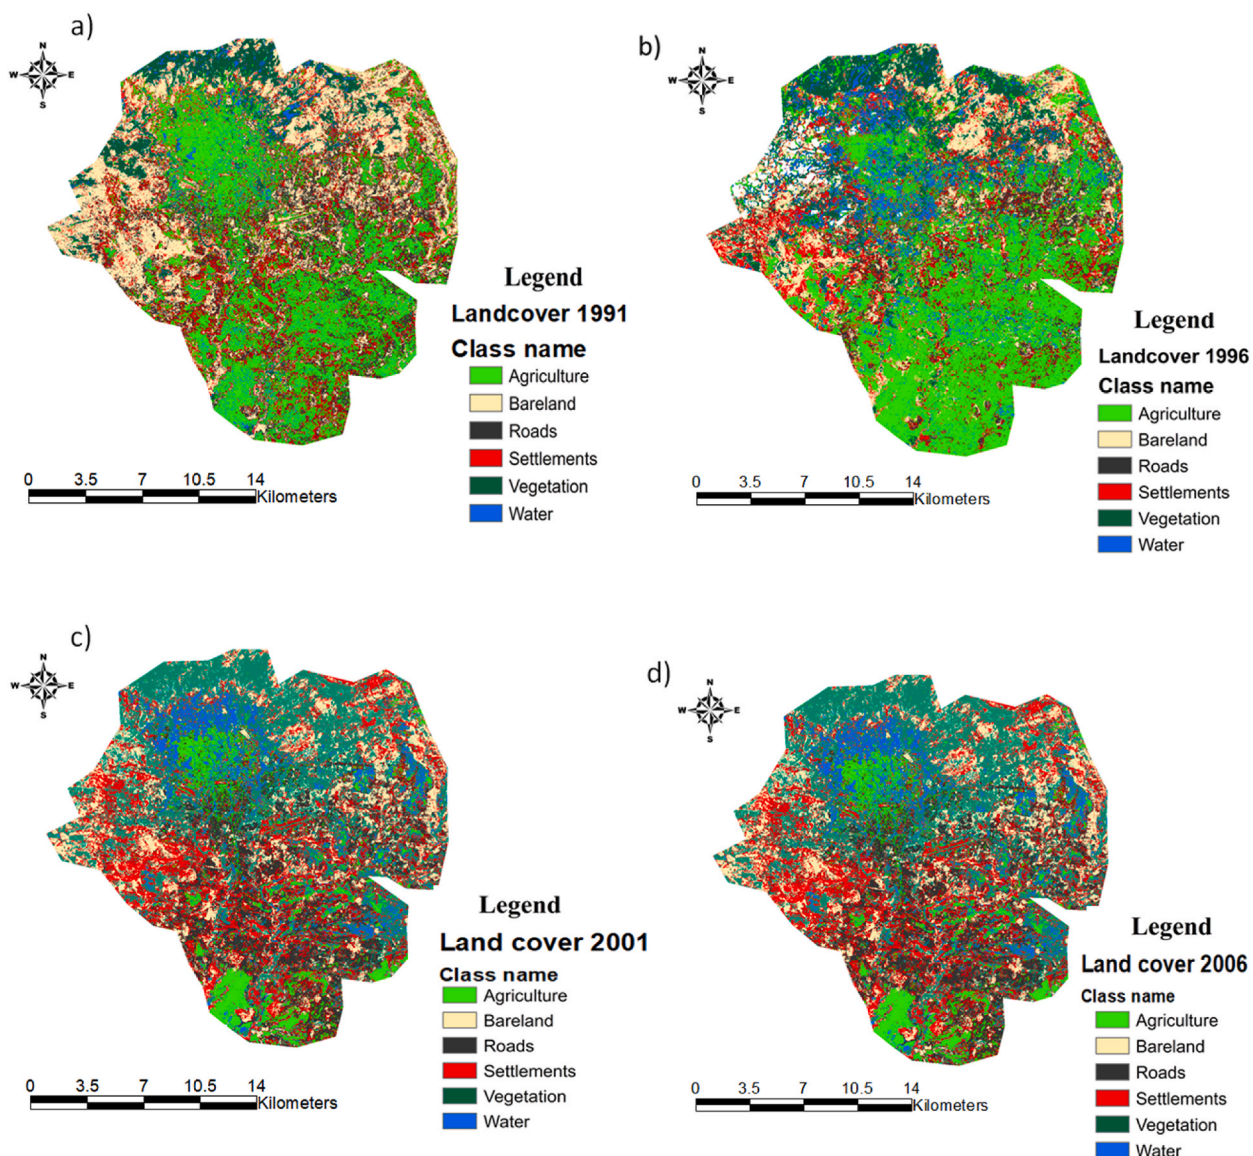 a)
N
W E
S
Legend
Landcover 1991
Class name
Agriculture
Bareland
Roads
Settlements
Vegetation
Water
0 3.5 7 10.5 14
Kilometers
b)
N
W E
S
Legend
Landcover 1996
Class name
Agriculture
Bareland
Roads
Settlements
Vegetation
Water
0 3.5 7 10.5 14
Kilometers
c)
N
W E
S
Legend
Land cover 2001
Class name
Agriculture
Bareland
Roads
Settlements
Vegetation
Water
0 3.5 7 10.5 14
Kilometers
d)
N
W E
S
Legend
Land cover 2006
Class name
Agriculture
Bareland
Roads
Settlements
Vegetation
Water
0 3.5 7 10.5 14
Kilometers